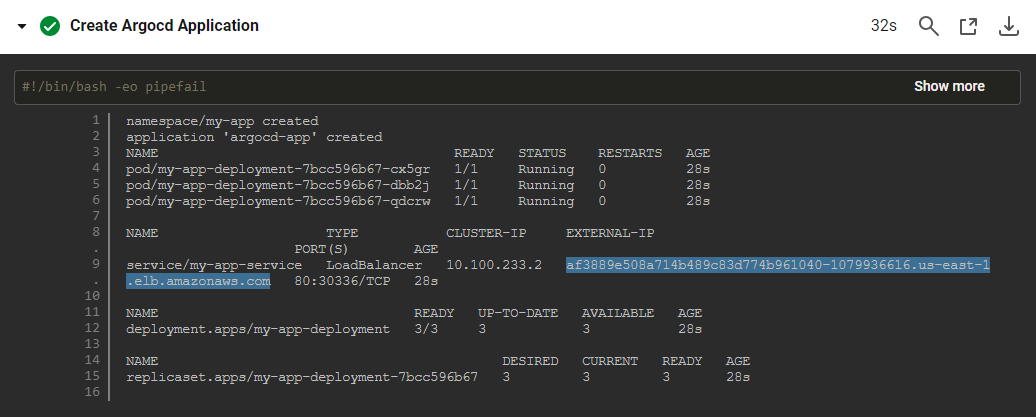 Create Argocd Application 32s
#!/bin/bash -eo pipefail Show more
1 namespace/my-app created
2 application 'argocd-app' created
3 NAME READY STATUS RESTARTS AGE
4 pod/my-app-deployment-7bcc596b67-cx5gr 1/1 Running 0 28s
5 pod/my-app-deployment-7bcc596b67-dbb2j 1/1 Running 0 28s
6 pod/my-app-deployment-7bcc596b67-qdcrw 1/1 Running 0 28s
7
8 NAME TYPE CLUSTER-IP EXTERNAL-IP
. PORT(S) AGE
9 service/my-app-service LoadBalancer 10.100.233.2 af3889e508a714b489c83d774b961040-1079936616.us-east-1
. .elb.amazonaws.com 80:30336/TCP 28s
10
11 NAME READY UP-TO-DATE AVAILABLE AGE
12 deployment.apps/my-app-deployment 3/3 3 3 28s
13
14 NAME DESIRED CURRENT READY AGE
15 replicaset.apps/my-app-deployment-7bcc596b67 3 3 3 28s
16